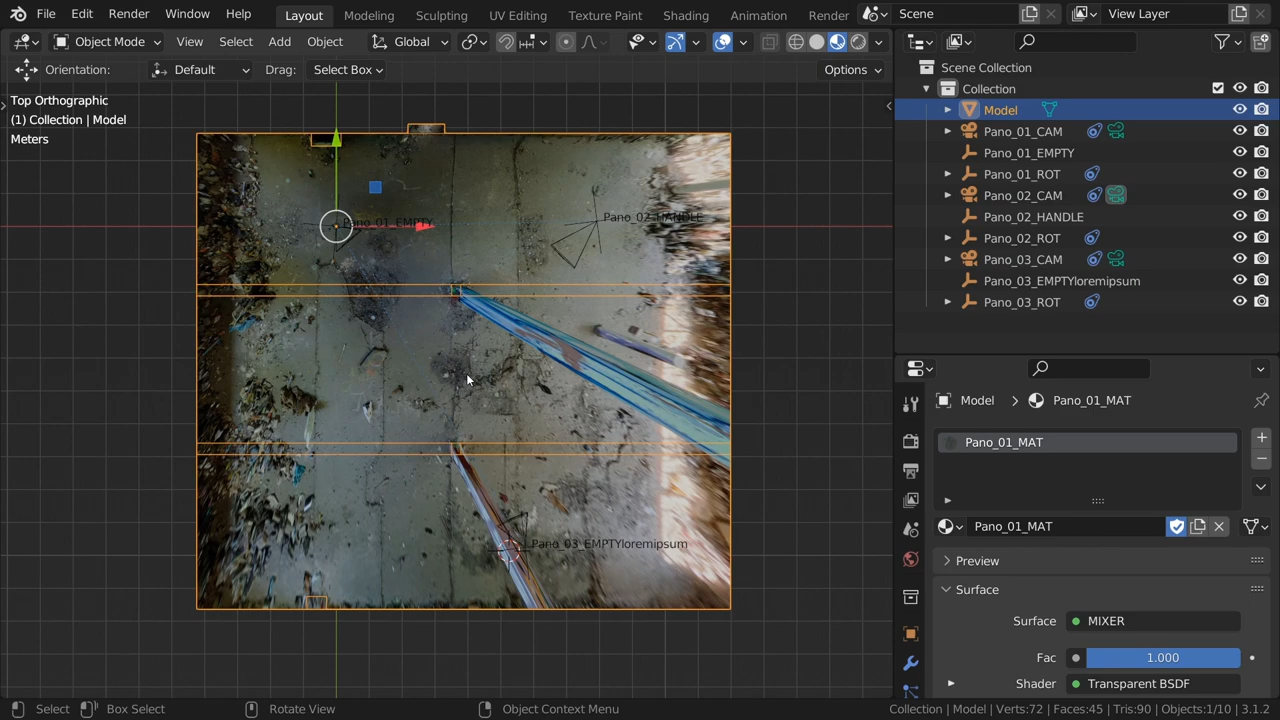 File Edit Render Window Help Layout Modeling Sculpting UV Editing Texture Paint Shading Animation Render Scene View Layer
Object Mode View Select Add Object Global
Orientation: Default Drag: Select Box Options
Top Orthographic
(1) Collection | Model
Meters
Pano_01_EMPTY
Pano_02_HANDLE
Pano_03_EMPTYloremipsum
Scene Collection
Collection
Model
Pano_01_CAM
Pano_01_EMPTY
Pano_01_ROT
Pano_02_CAM
Pano_02_HANDLE
Pano_02_ROT
Pano_03_CAM
Pano_03_EMPTYloremipsum
Pano_03_ROT
Model Pano_01_MAT
Pano_01_MAT
Pano_01_MAT
Preview
Surface
Surface MIXER
Fac 1.000
Shader Transparent BSDF
Select Box Select Rotate View Object Context Menu Collection | Model | Verts:72 | Faces:45 | Tris:90 | Objects:1/10 | 3.1.2